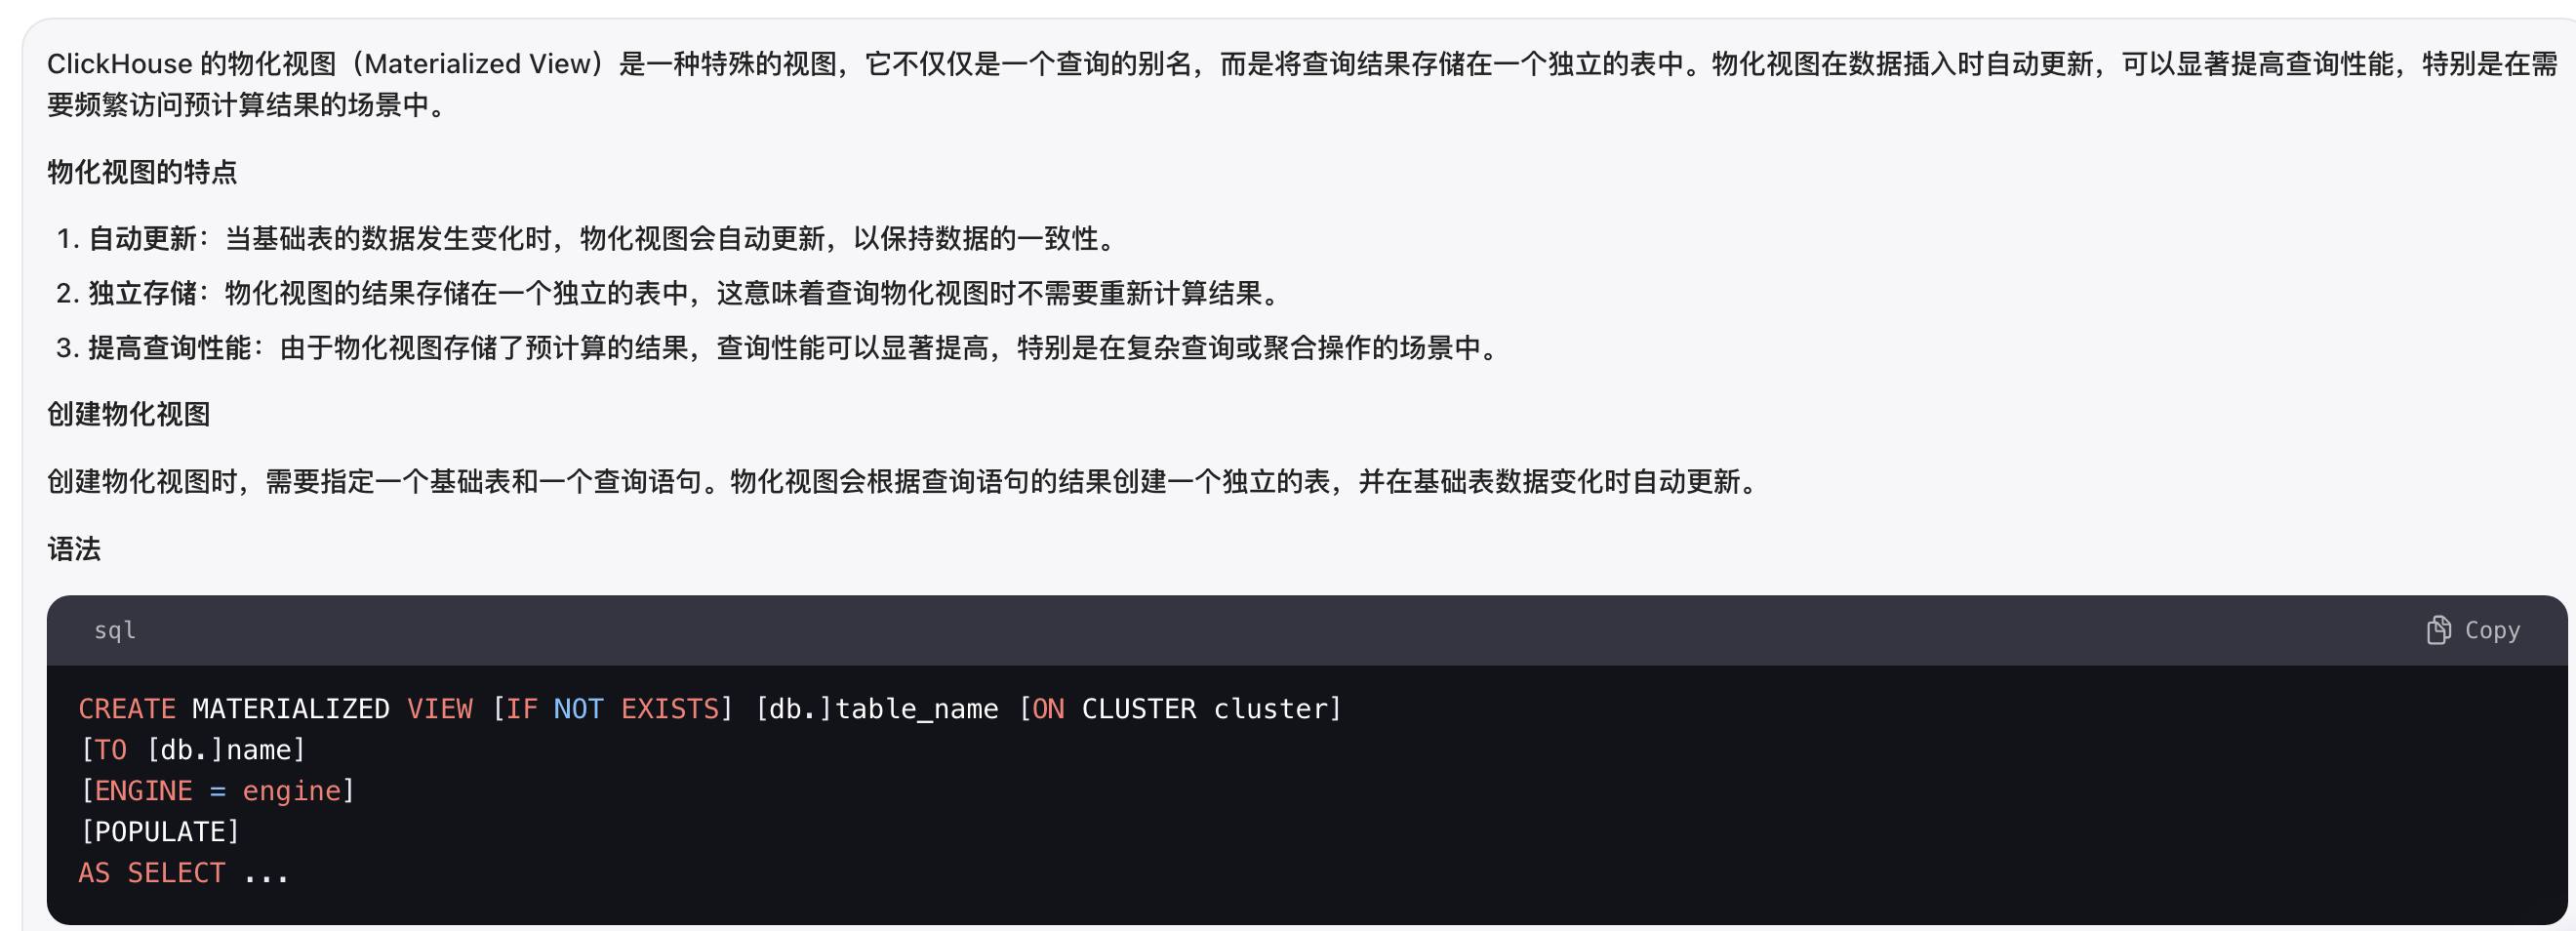 ClickHouse 的物化视图（Materialized View）是一种特殊的视图，它不仅仅是一个查询的别名，而是将查询结果存储在一个独立的表中。物化视图在数据插入时自动更新，可以显著提高查询性能，特别是在需
要频繁访问预计算结果的场景中。
物化视图的特点
1. 自动更新：当基础表的数据发生变化时，物化视图会自动更新，以保持数据的一致性。
2. 独立存储：物化视图的结果存储在一个独立的表中，这意味着查询物化视图时不需要重新计算结果。
3. 提高查询性能：由于物化视图存储了预计算的结果，查询性能可以显著提高，特别是在复杂查询或聚合操作的场景中。
创建物化视图
创建物化视图时，需要指定一个基础表和一个查询语句。物化视图会根据查询语句的结果创建一个独立的表，并在基础表数据变化时自动更新。
语法
sql Copy
CREATE MATERIALIZED VIEW [IF NOT EXISTS] [db.]table_name [ON CLUSTER cluster]
[TO [db.]name]
[ENGINE = engine]
[POPULATE]
AS SELECT ...